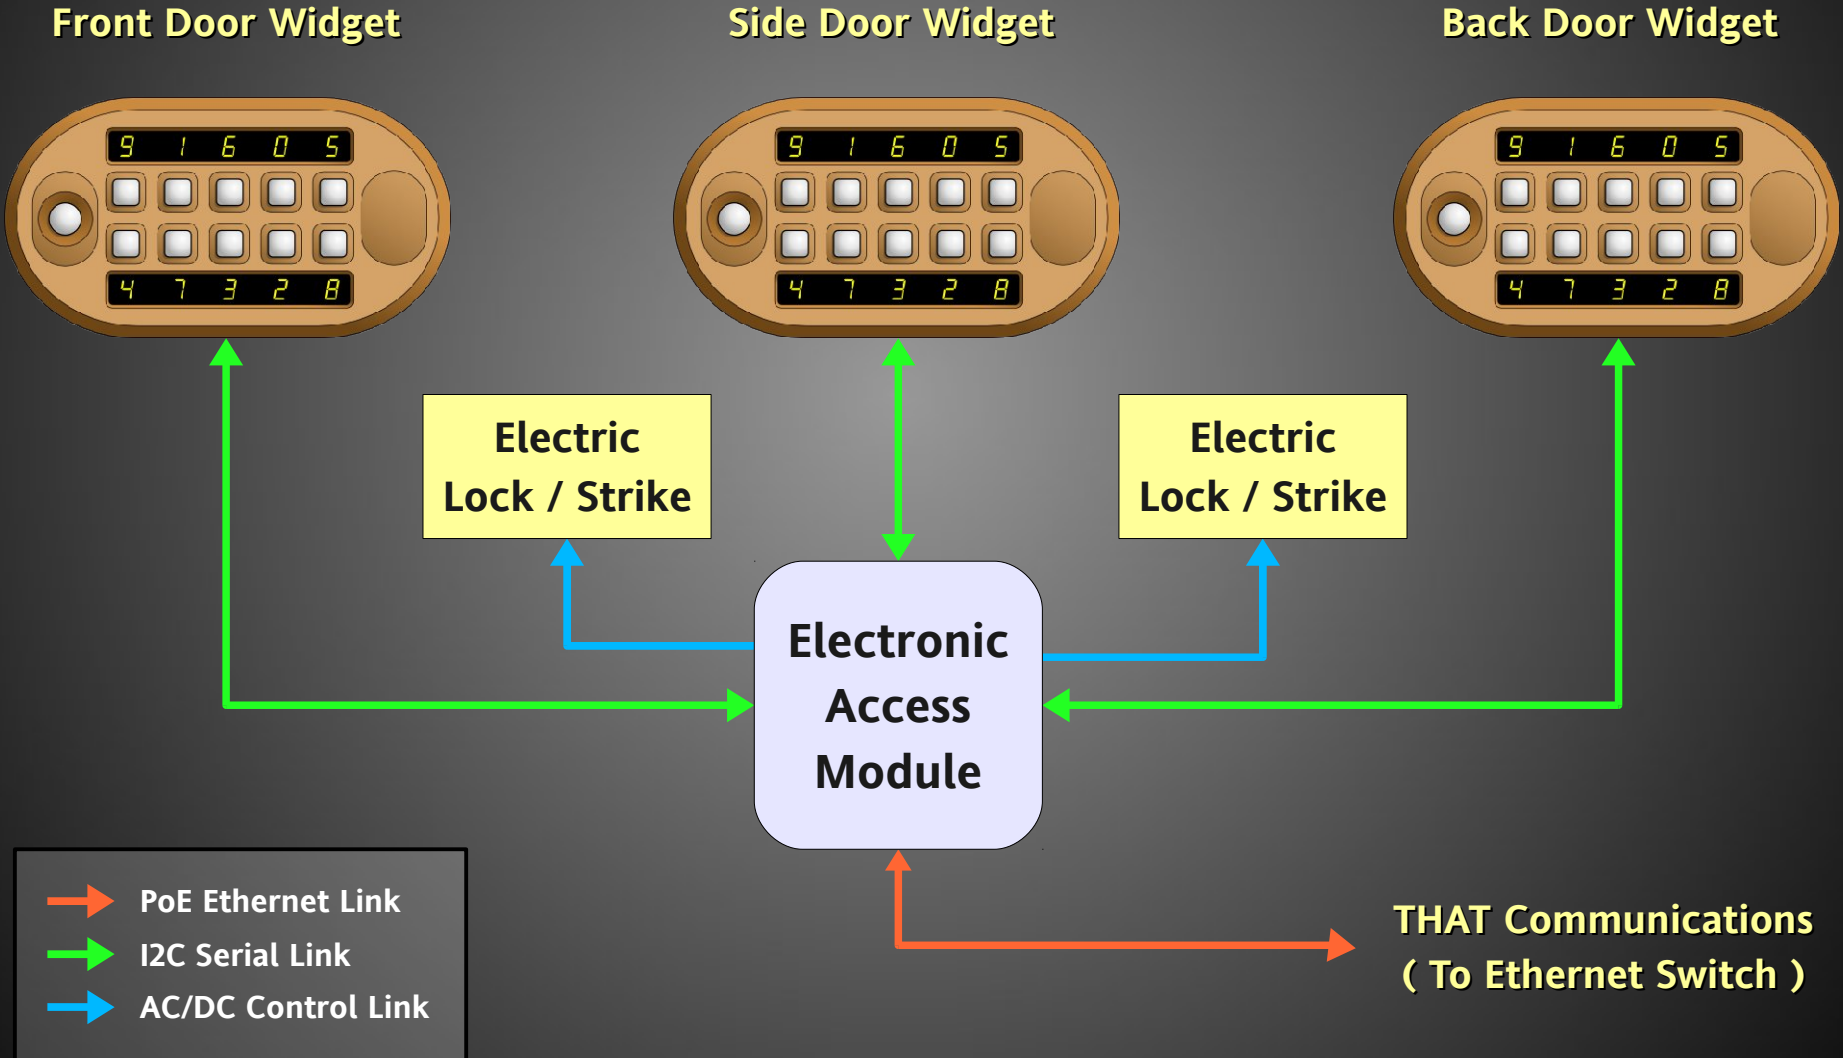 Front Door Widget
Side Door Widget
Back Door Widget
9 1 6 0 5
9 1 6 0 5
9 1 6 0 5
4 7 3 2 8
4 7 3 2 8
4 7 3 2 8
Electric
Lock / Strike
Electric
Lock / Strike
Electronic
Access
Module
PoE Ethernet Link
I2C Serial Link
AC/DC Control Link
THAT Communications
( To Ethernet Switch )